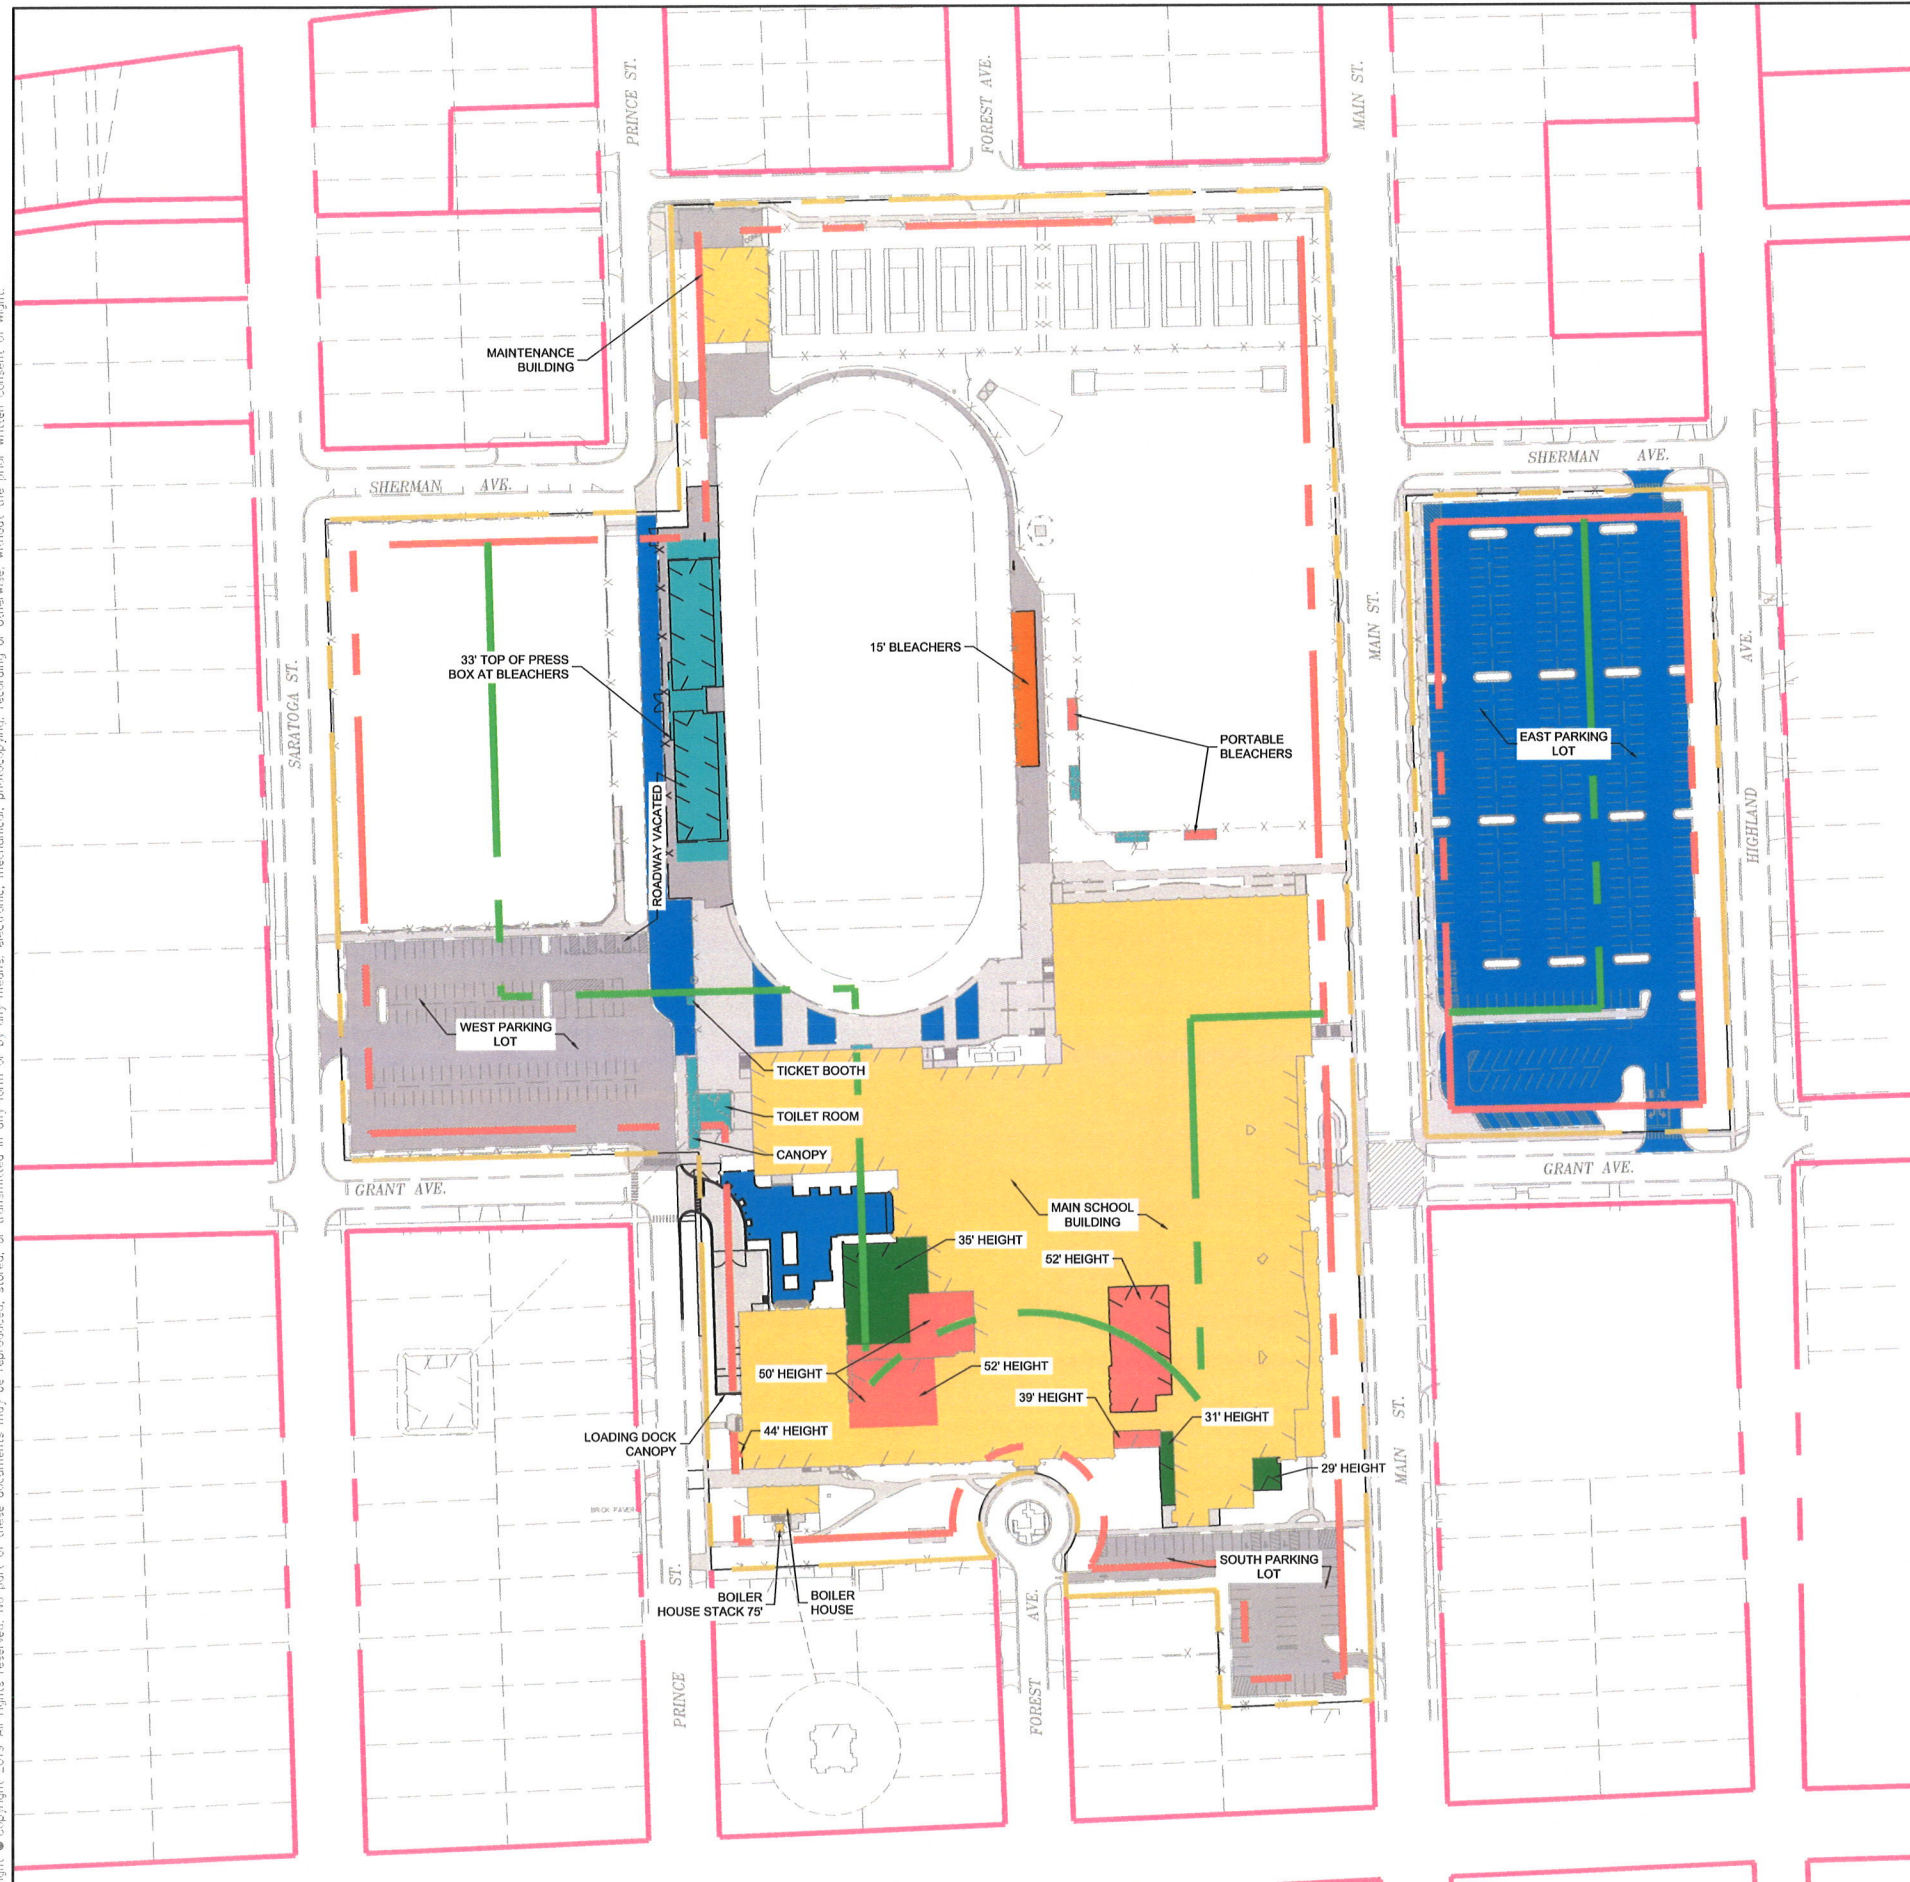 PRINCE ST.
FOREST AVE.
MAIN ST.
MAINTENANCE
BUILDING
SHERMAN AVE.
SHERMAN AVE.
SARATOGA ST.
33' TOP OF PRESS
BOX AT BLEACHERS
15' BLEACHERS
PORTABLE
BLEACHERS
MAIN ST.
EAST PARKING
LOT
HIGHLAND AVE.
ROADWAY VACATED
WEST PARKING
LOT
TICKET BOOTH
TOILET ROOM
CANOPY
GRANT AVE.
GRANT AVE.
MAIN SCHOOL
BUILDING
35' HEIGHT
52' HEIGHT
50' HEIGHT
52' HEIGHT
39' HEIGHT
31' HEIGHT
LOADING DOCK
CANOPY
44' HEIGHT
29' HEIGHT
MAIN ST.
BRICK PAVER
SOUTH PARKING
LOT
BOILER
HOUSE STACK 75'
BOILER
HOUSE
PRINCE ST.
FOREST AVE.